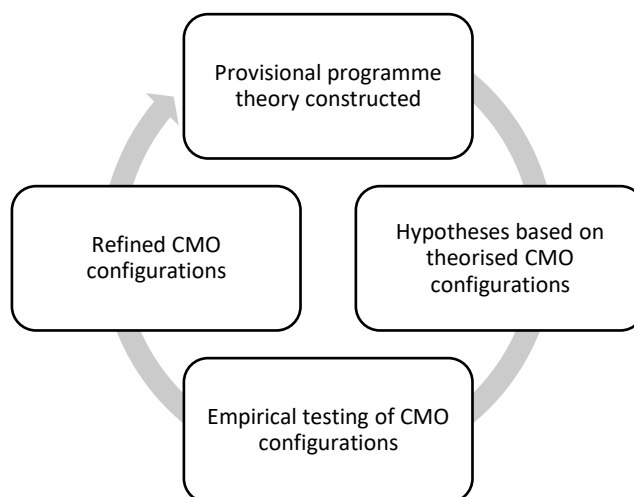 Provisional programme
theory constructed
Hypotheses based on
theorised CMO
configurations
Empirical testing of CMO
configurations
Refined CMO
configurations